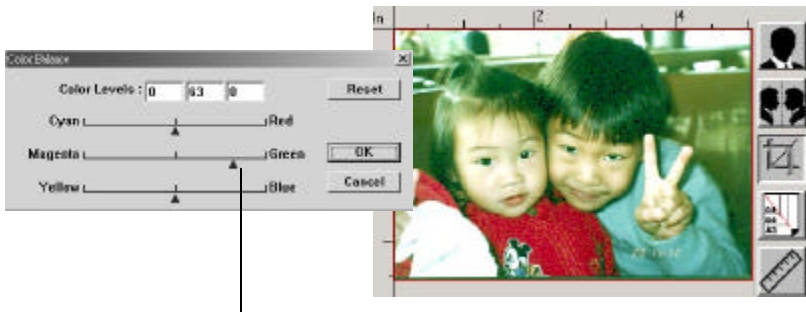 Color Balance
Color Levels : 0 63 0
Reset
Cyan Red
Magenta Green
OK
Yellow Blue
Cancel
In 2 4